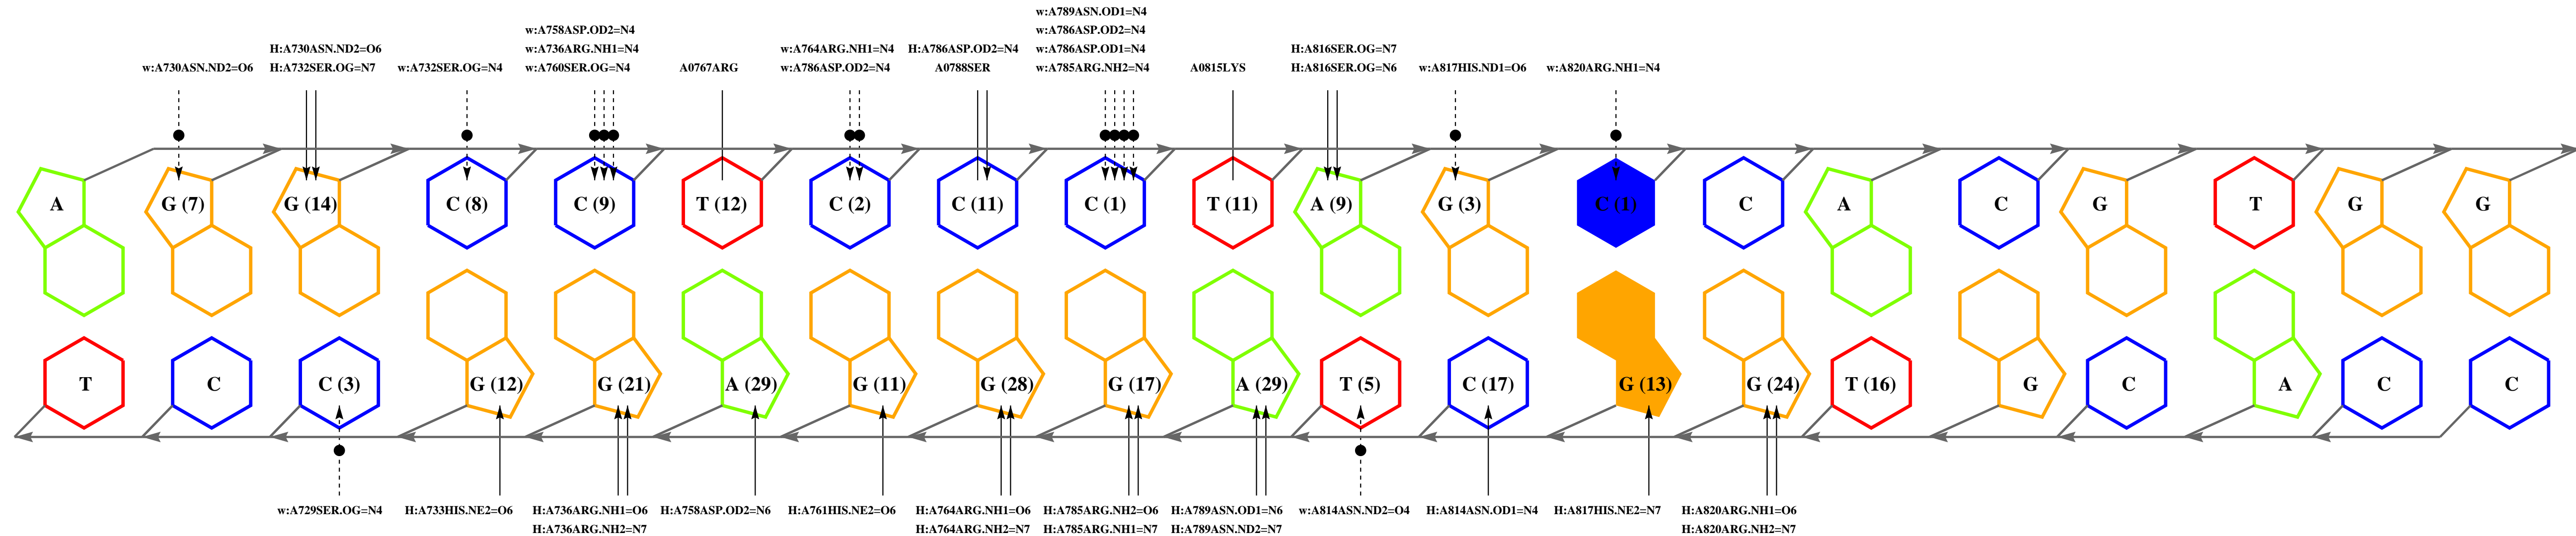 w:A789ASN.OD1=N4
w:A758ASP.OD2=N4 w:A786ASP.OD2=N4
H:A730ASN.ND2=O6 w:A736ARG.NH1=N4 w:A764ARG.NH1=N4 H:A786ASP.OD2=N4 w:A786ASP.OD1=N4 H:A816SER.OG=N7
w:A730ASN.ND2=O6 H:A732SER.OG=N7 w:A732SER.OG=N4 w:A760SER.OG=N4 A0767ARG w:A786ASP.OD2=N4 A0788SER w:A785ARG.NH2=N4 A0815LYS H:A816SER.OG=N6 w:A817HIS.ND1=O6 w:A820ARG.NH1=N4
A G (7) G (14) C (8) C (9) T (12) C (2) C (11) C (1) T (11) A (9) G (3) C (1) C A C G T G G
T C C (3) G (12) G (21) A (29) G (11) G (28) G (17) A (29) T (5) C (17) G (13) G (24) T (16) G C A C C
w:A729SER.OG=N4 H:A733HIS.NE2=O6 H:A736ARG.NH1=O6 H:A758ASP.OD2=N6 H:A761HIS.NE2=O6 H:A764ARG.NH1=O6 H:A785ARG.NH2=O6 H:A789ASN.OD1=N6 w:A814ASN.ND2=O4 H:A814ASN.OD1=N4 H:A817HIS.NE2=N7 H:A820ARG.NH1=O6
H:A736ARG.NH2=N7 H:A764ARG.NH2=N7 H:A785ARG.NH1=N7 H:A789ASN.ND2=N7 H:A820ARG.NH2=N7